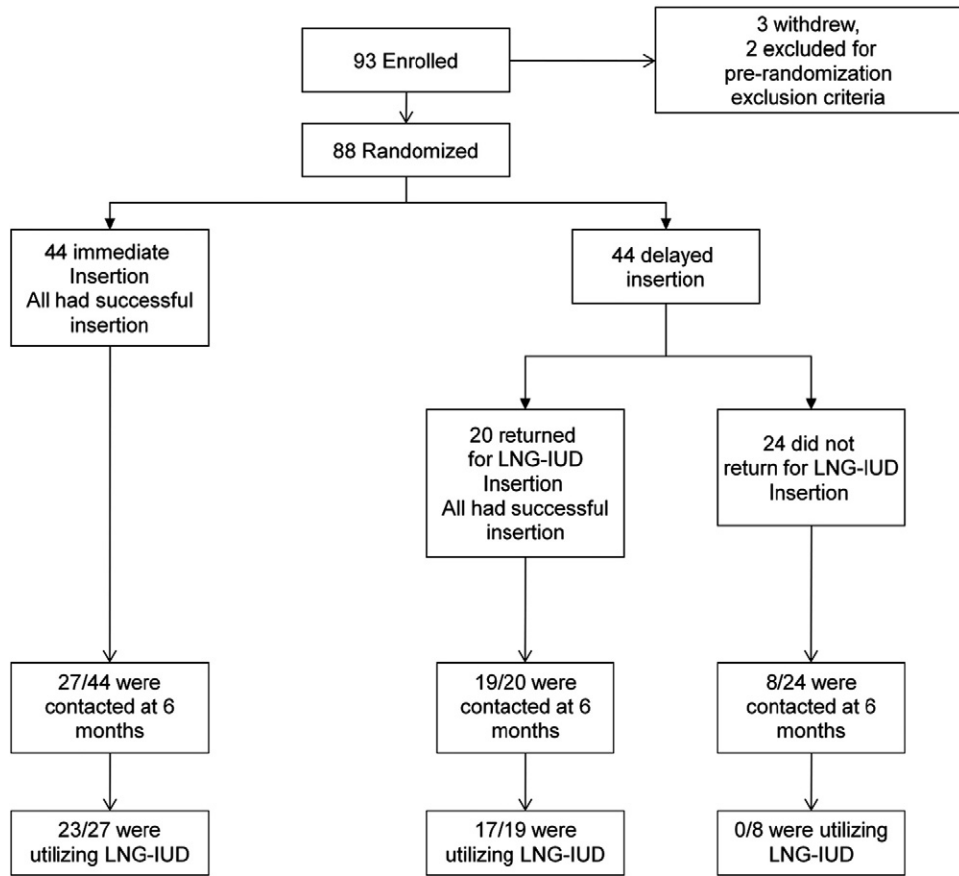 93 Enrolled
3 withdrew,
2 excluded for
pre-randomization
exclusion criteria
88 Randomized
44 immediate
Insertion
All had successful
insertion
44 delayed
insertion
20 returned
for LNG-IUD
Insertion
All had successful
insertion
24 did not
return for LNG-IUD
Insertion
27/44 were
contacted at 6
months
19/20 were
contacted at 6
months
8/24 were
contacted at 6
months
23/27 were
utilizing LNG-IUD
17/19 were
utilizing LNG-IUD
0/8 were utilizing
LNG-IUD